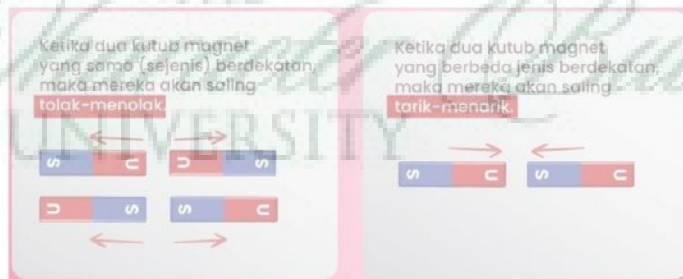 Ketika dua kutub magnet
yang sama (sejenis) berdekatan,
maka mereka akan saling
tolak-menolak.
S U U S
U S S U
Ketika dua kutub magnet
yang berbeda jenis berdekatan,
maka mereka akan saling
tarik-menarik.
S U S U
UNIVERSITY